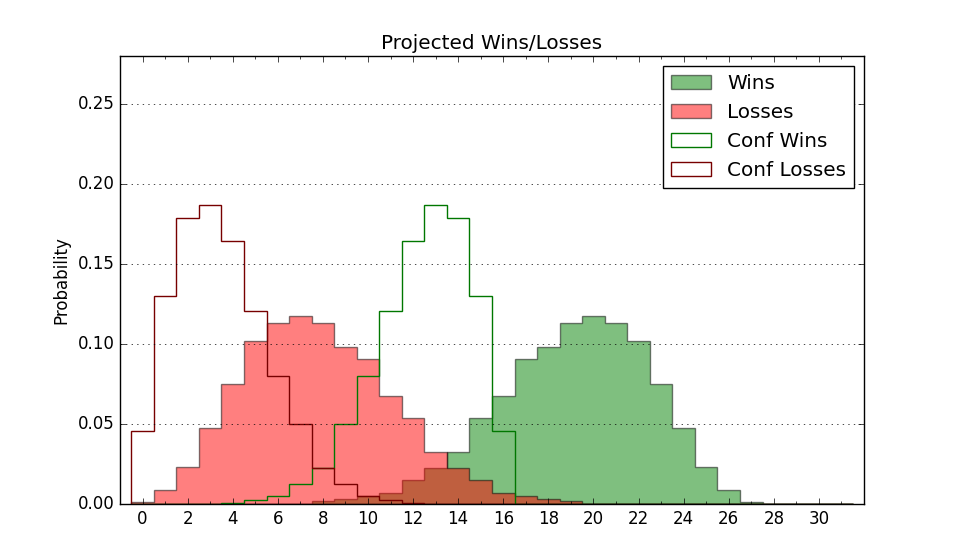 Projected Wins/Losses
Wins
Losses
Conf Wins
Conf Losses
Probability
0.25
0.20
0.15
0.10
0.05
0.00
0 2 4 6 8 10 12 14 16 18 20 22 24 26 28 30